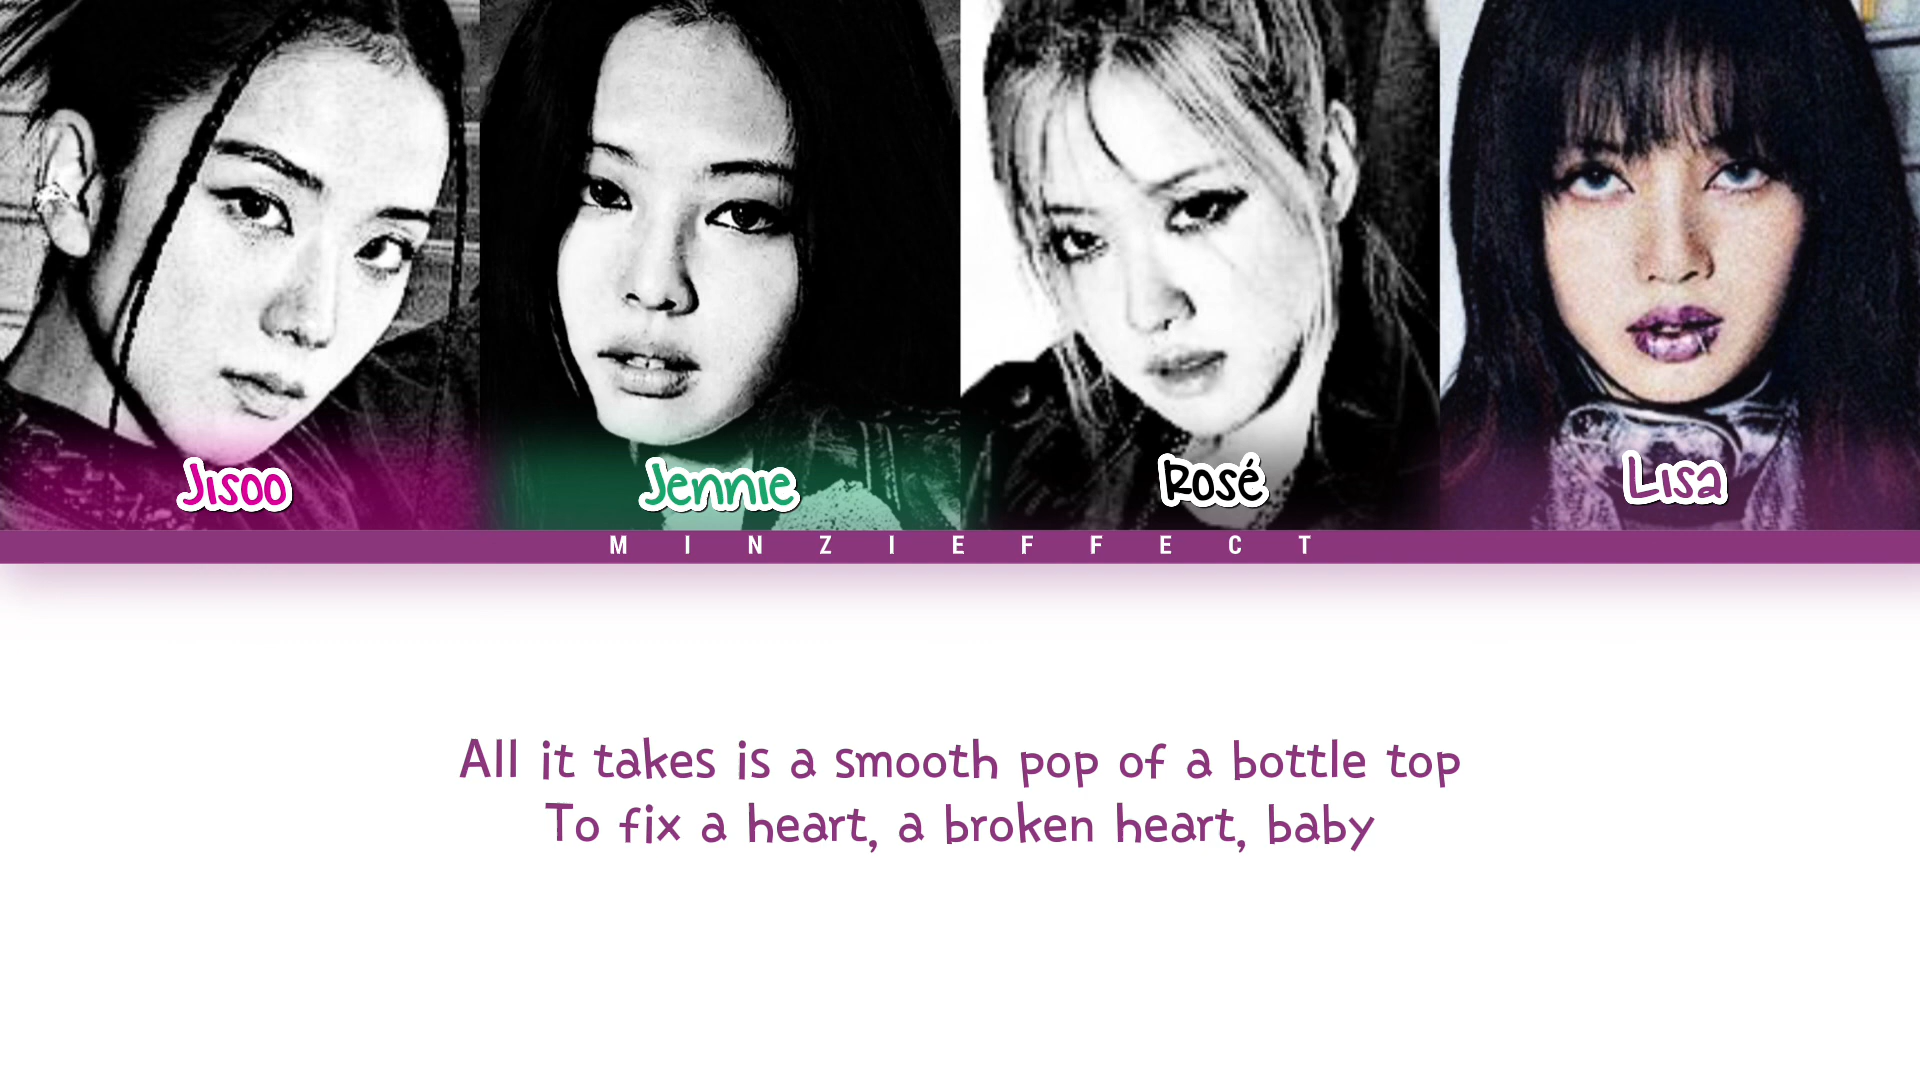 Jisoo
Jennie
Rosé
Lisa
MINZIEFFECT
All it takes is a smooth pop of a bottle top
To fix a heart, a broken heart, baby